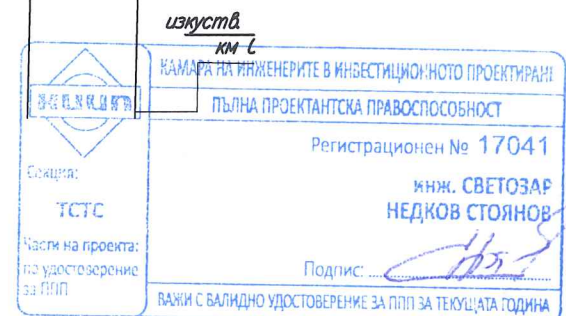 изкуств.
км
КАМАРА НА ИНЖЕНЕРИТЕ В ИНВЕСТИЦИОННОТО ПРОЕКТИРАНЕ
ПЪЛНА ПРОЕКТАНТСКА ПРАВОСПОСОБНОСТ
Регистрационен № 17041
Секция:
ТСТС
Части на проекта:
по удостоверение
за ППП
инж. СВЕТОЗАР
НЕДКОВ СТОЯНОВ
Подпис:
ВАЖИ С ВАЛИДНО УДОСТОВЕРЕНИЕ ЗА ППП ЗА ТЕКУЩАТА ГОДИНА